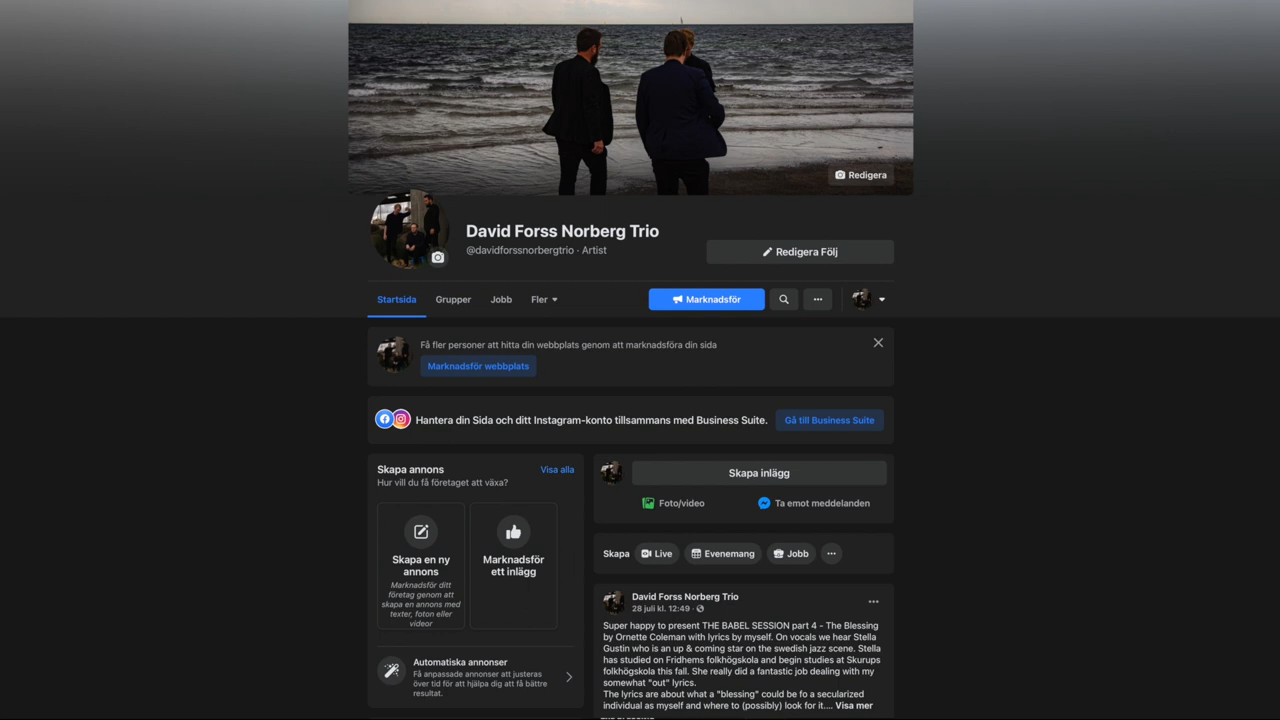 Redigera
David Forss Norberg Trio
@davidforssnorbergtrio · Artist
Redigera Följ
Startsida Grupper Jobb Fler
Marknadsför
Få fler personer att hitta din webbplats genom att marknadsföra din sida
Marknadsför webbplats
Hantera din Sida och ditt Instagram-konto tillsammans med Business Suite.
Gå till Business Suite
Skapa annons
Visa alla
Hur vill du få företaget att växa?
Skapa en ny
annons
Marknadsför ditt
företag genom att
skapa en annons med
texter, foton eller
videor
Marknadsför
ett inlägg
Automatiska annonser
Få anpassade annonser att justeras
över tid för att hjälpa dig att få bättre
resultat.
Skapa inlägg
Foto/video
Ta emot meddelanden
Skapa Live Evenemang Jobb
David Forss Norberg Trio
28 juli kl. 12:49 ·
Super happy to present THE BABEL SESSION part 4 - The Blessing
by Ornette Coleman with lyrics by myself. On vocals we hear Stella
Gustin who is an up & coming star on the swedish jazz scene. Stella
has studied on Fridhems folkhögskola and begin studies at Skurups
folkhögskola this fall. She really did a fantastic job dealing with my
somewhat "out" lyrics.
The lyrics are about what a "blessing" could be fo a secularized
individual as myself and where to (possibly) look for it.... Visa mer